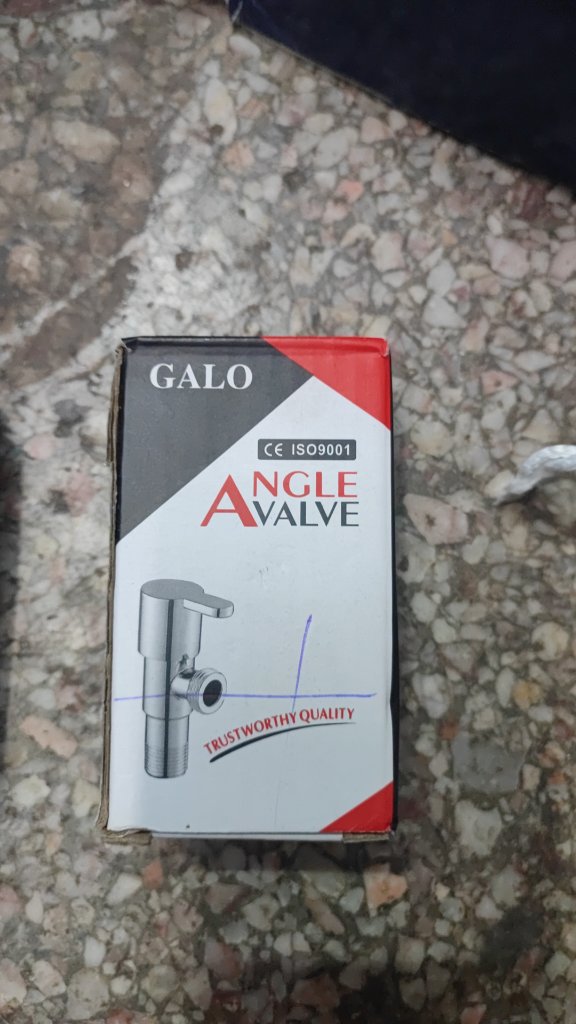 GALO
CE ISO9001
ANGLE
VALVE
TRUSTWORTHY QUALITY